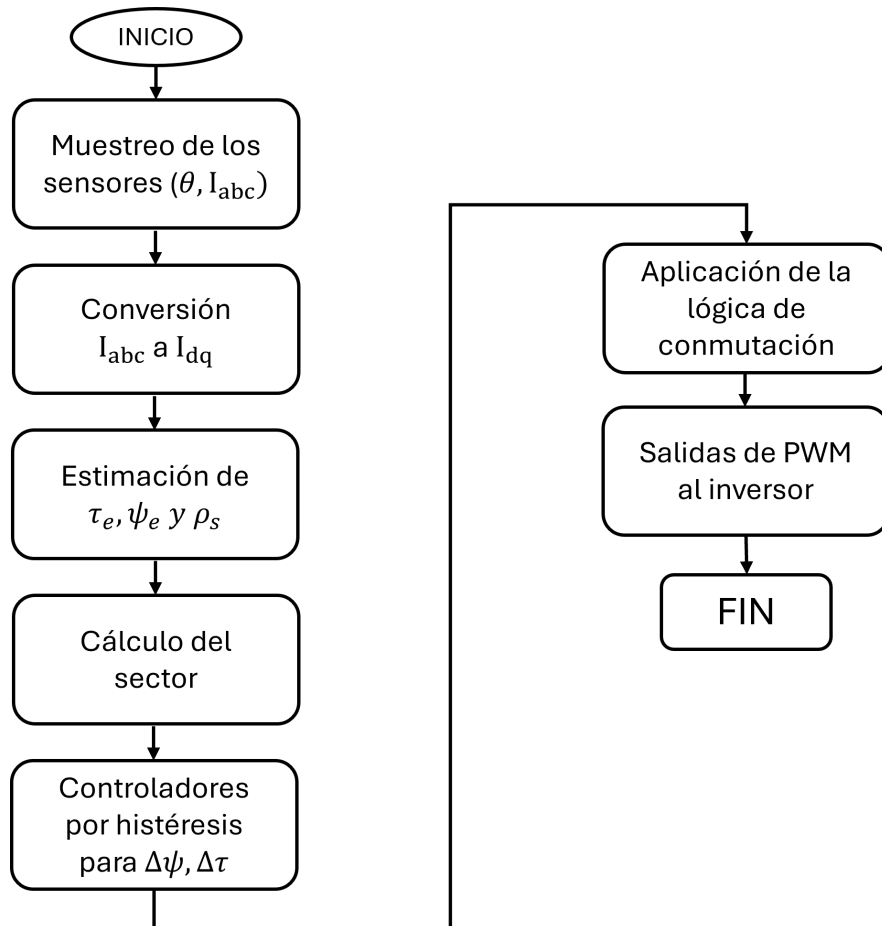 INICIO
Muestreo de los
sensores (θ, I_abc)
Conversión
I_abc a I_dq
Estimación de
τ_e, ψ_e y ρ_s
Cálculo del
sector
Controladores
por histéresis
para Δψ, Δτ
Aplicación de la
lógica de
conmutación
Salidas de PWM
al inversor
FIN